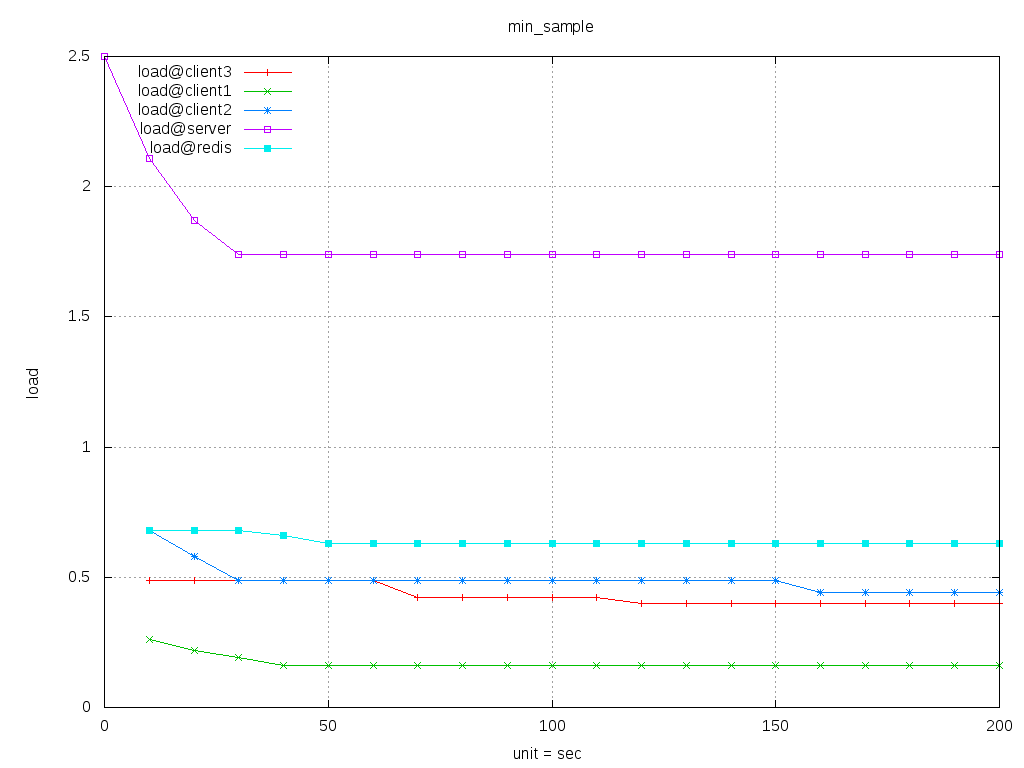 min_sample
load@client3
load@client1
load@client2
load@server
load@redis
2.5
2
1.5
1
0.5
0
load
0 50 100 150 200
unit = sec